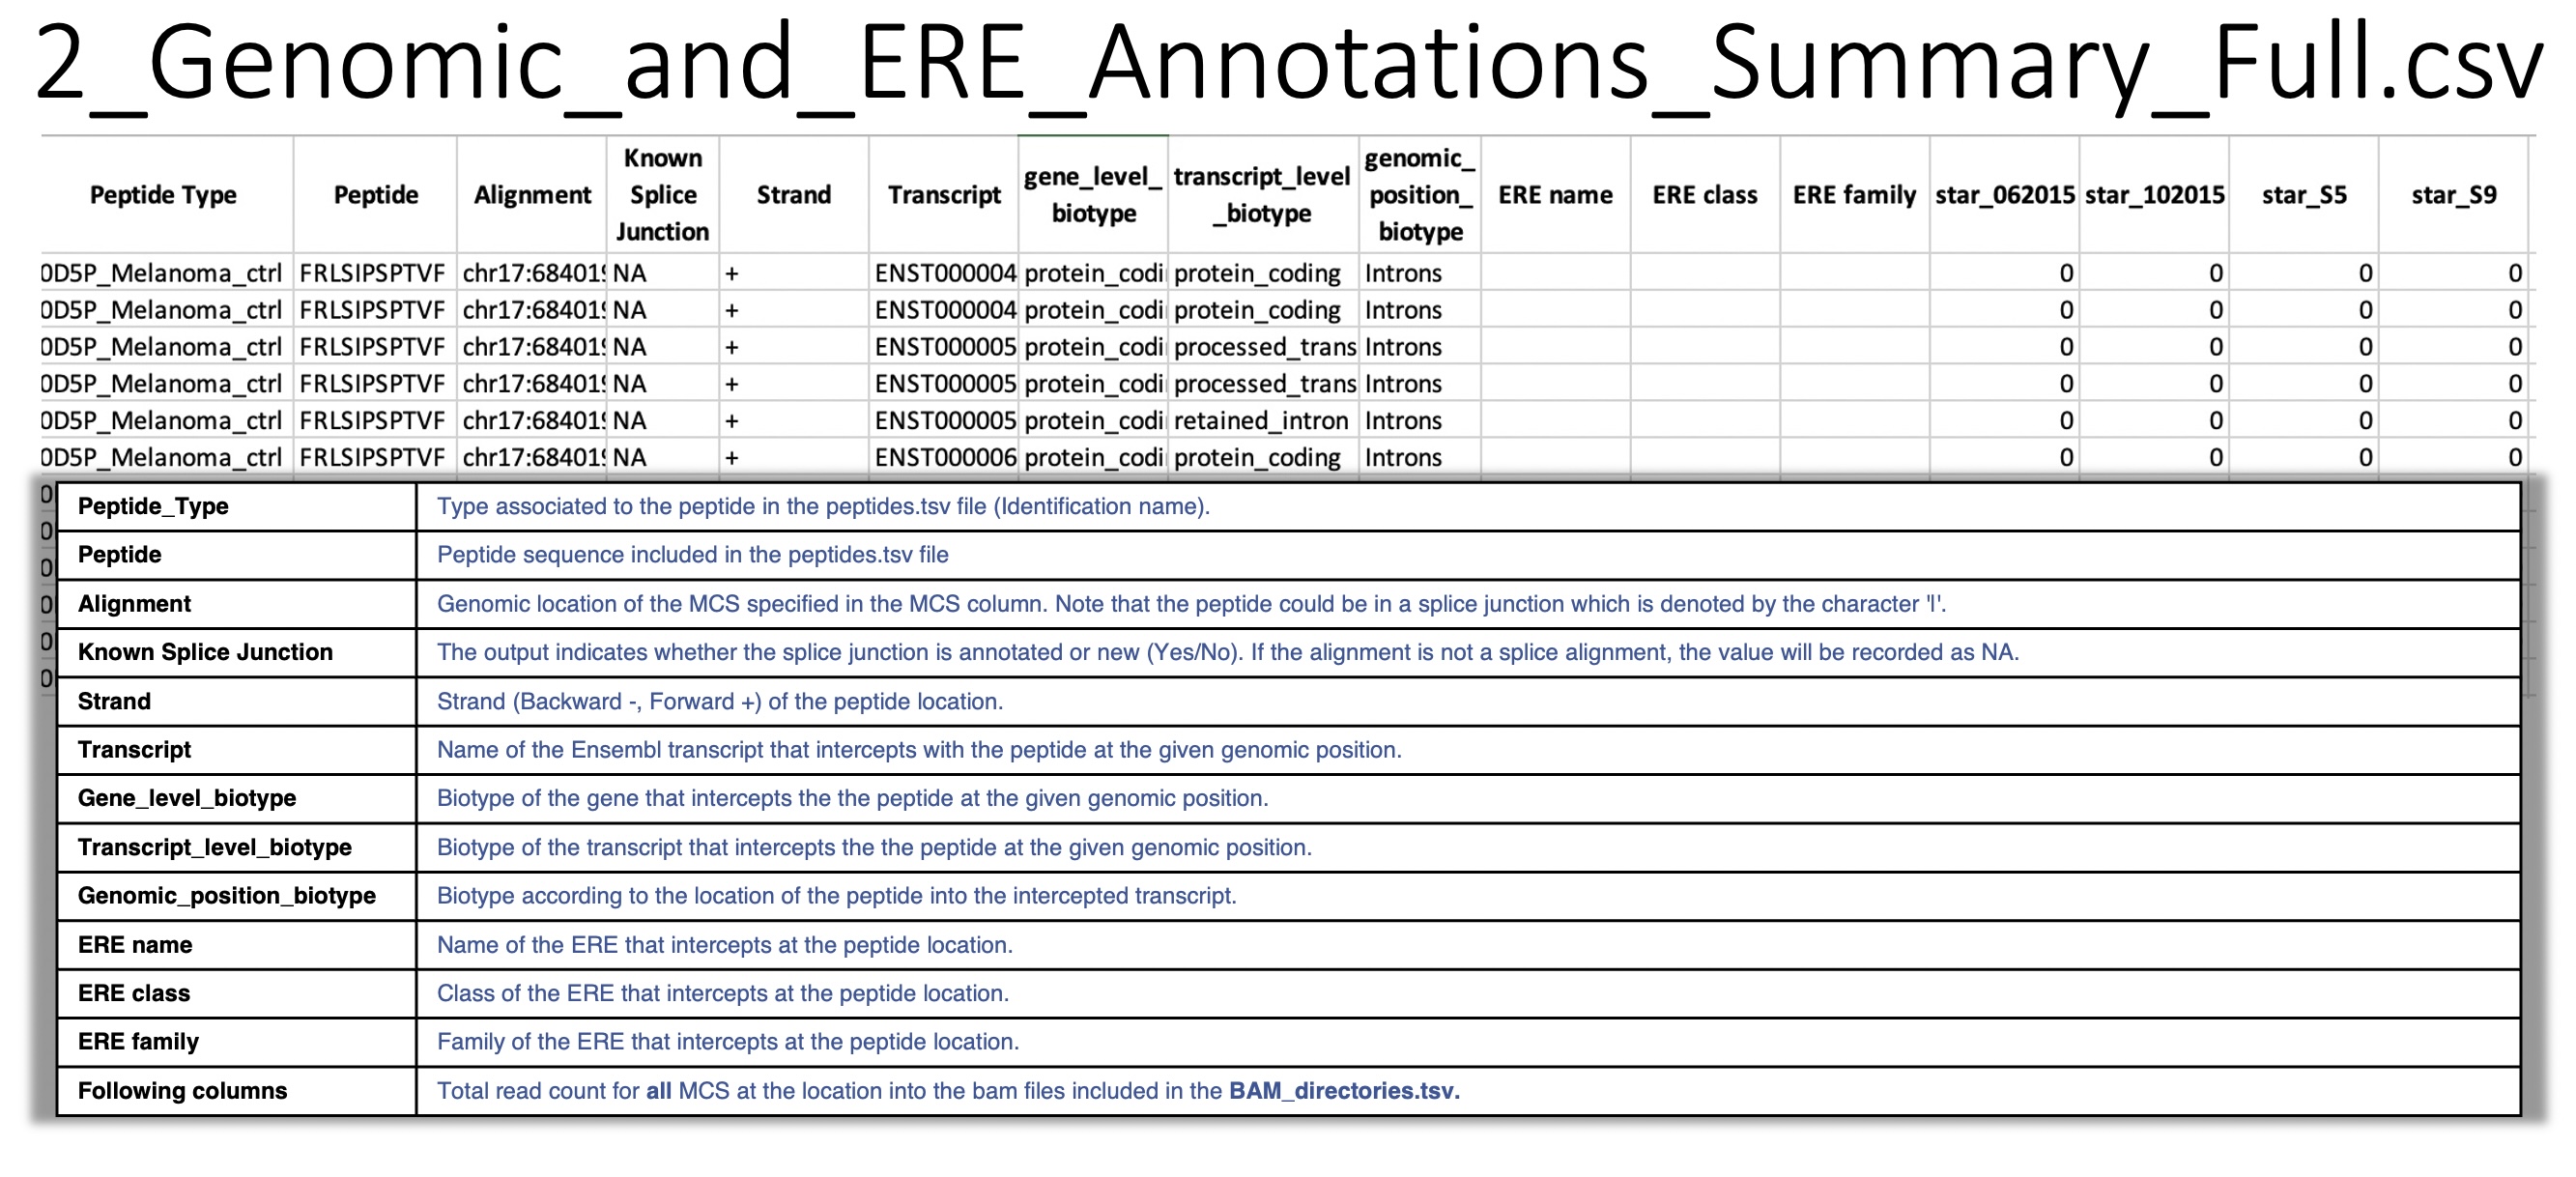 2_Genomic_and_ERE_Annotations_Summary_Full.csv
Peptide Type Peptide Alignment Known Splice Junction Strand Transcript gene_level_biotype transcript_level_biotype genomic_position_biotype ERE name ERE class ERE family star_062015 star_102015 star_S5 star_S9
0D5P_Melanoma_ctrl FRLSIPSPTVF chr17:68401 NA + ENST000004 protein_codi protein_coding Introns 0 0 0 0
0D5P_Melanoma_ctrl FRLSIPSPTVF chr17:68401 NA + ENST000004 protein_codi protein_coding Introns 0 0 0 0
0D5P_Melanoma_ctrl FRLSIPSPTVF chr17:68401 NA + ENST000005 protein_codi processed_trans Introns 0 0 0 0
0D5P_Melanoma_ctrl FRLSIPSPTVF chr17:68401 NA + ENST000005 protein_codi processed_trans Introns 0 0 0 0
0D5P_Melanoma_ctrl FRLSIPSPTVF chr17:68401 NA + ENST000005 protein_codi retained_intron Introns 0 0 0 0
0D5P_Melanoma_ctrl FRLSIPSPTVF chr17:68401 NA + ENST000006 protein_codi protein_coding Introns 0 0 0 0
Peptide_Type Type associated to the peptide in the peptides.tsv file (Identification name).
Peptide Peptide sequence included in the peptides.tsv file
Alignment Genomic location of the MCS specified in the MCS column. Note that the peptide could be in a splice junction which is denoted by the character '|'.
Known Splice Junction The output indicates whether the splice junction is annotated or new (Yes/No). If the alignment is not a splice alignment, the value will be recorded as NA.
Strand Strand (Backward -, Forward +) of the peptide location.
Transcript Name of the Ensembl transcript that intercepts with the peptide at the given genomic position.
Gene_level_biotype Biotype of the gene that intercepts the the peptide at the given genomic position.
Transcript_level_biotype Biotype of the transcript that intercepts the the peptide at the given genomic position.
Genomic_position_biotype Biotype according to the location of the peptide into the intercepted transcript.
ERE name Name of the ERE that intercepts at the peptide location.
ERE class Class of the ERE that intercepts at the peptide location.
ERE family Family of the ERE that intercepts at the peptide location.
Following columns Total read count for all MCS at the location into the bam files included in the BAM_directories.tsv.